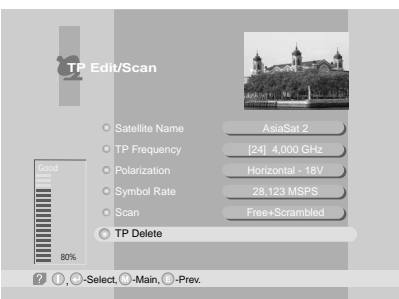 TP Edit/Scan
Satellite Name AsiaSat 2
TP Frequency [24] 4,000 GHz
Polarization Horizontal - 18V
Symbol Rate 28,123 MSPS
Scan Free+Scrambled
TP Delete
Good
80%
? , -Select, -Main, -Prev.